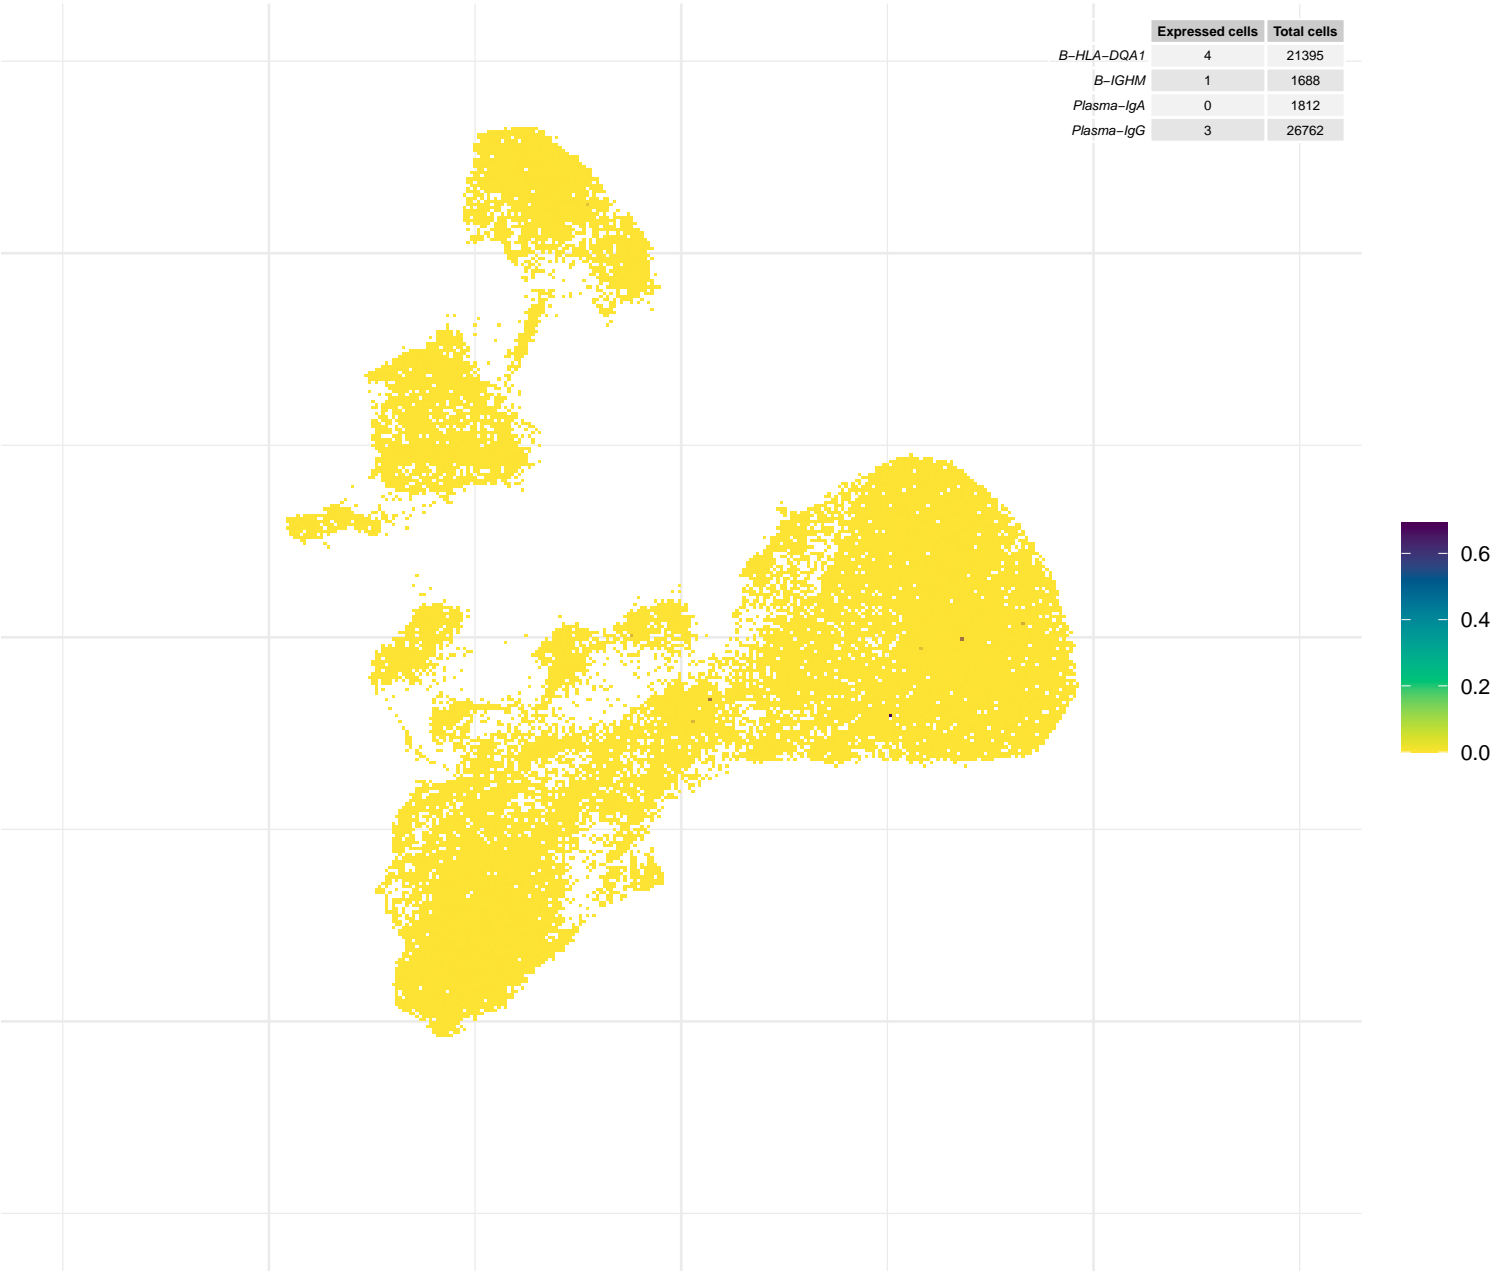 Expressed cells Total cells
B−HLA−DQA1 4 21395
B−IGHM 1 1688
Plasma−IgA 0 1812
Plasma−IgG 3 26762
0.6
0.4
0.2
0.0